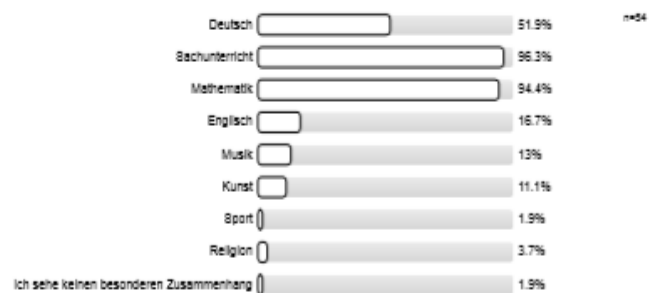 Deutsch 51.9% n=54
Sachunterricht 96.3%
Mathematik 94.4%
Englisch 16.7%
Musik 13%
Kunst 11.1%
Sport 1.9%
Religion 3.7%
Ich sehe keinen besonderen Zusammenhang 1.9%